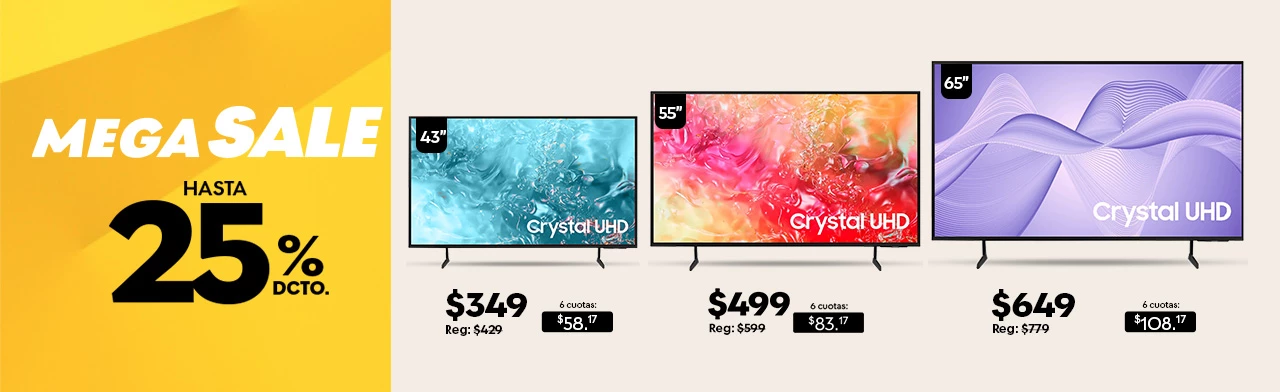 MEGA SALE
HASTA
25%
DCTO.
43”
Crystal UHD
$349
Reg: $429
6 cuotas:
$58.17
55”
Crystal UHD
$499
Reg: $599
6 cuotas:
$83.17
65”
Crystal UHD
$649
Reg: $779
6 cuotas:
$108.17